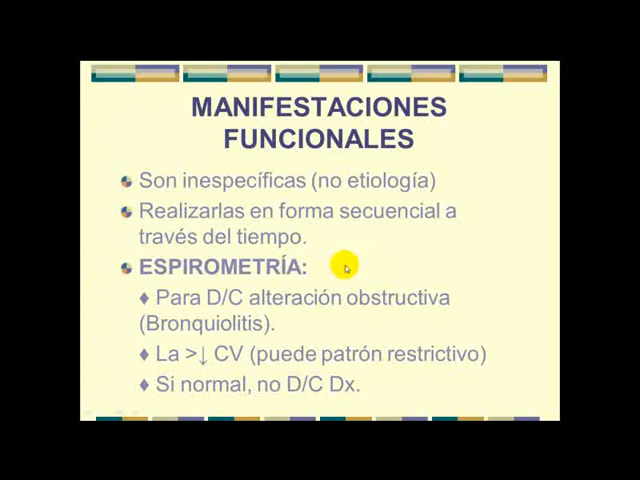 MANIFESTACIONES
FUNCIONALES
Son inespecíficas (no etiología)
Realizarlas en forma secuencial a
través del tiempo.
ESPIROMETRÍA:
♦ Para D/C alteración obstructiva
(Bronquiolitis).
♦ La >↓ CV (puede patrón restrictivo)
♦ Si normal, no D/C Dx.